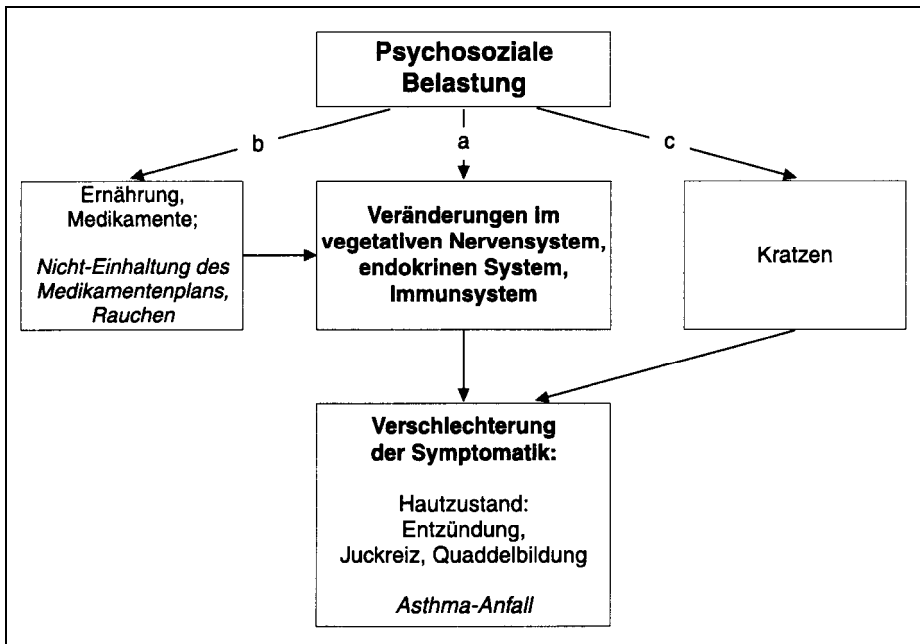 Psychosoziale
Belastung
b
a
c
Ernährung,
Medikamente;
Nicht-Einhaltung des
Medikamentenplans,
Rauchen
Veränderungen im
vegetativen Nervensystem,
endokrinen System,
Immunsystem
Kratzen
Verschlechterung
der Symptomatik:
Hautzustand:
Entzündung,
Juckreiz, Quaddelbildung
Asthma-Anfall